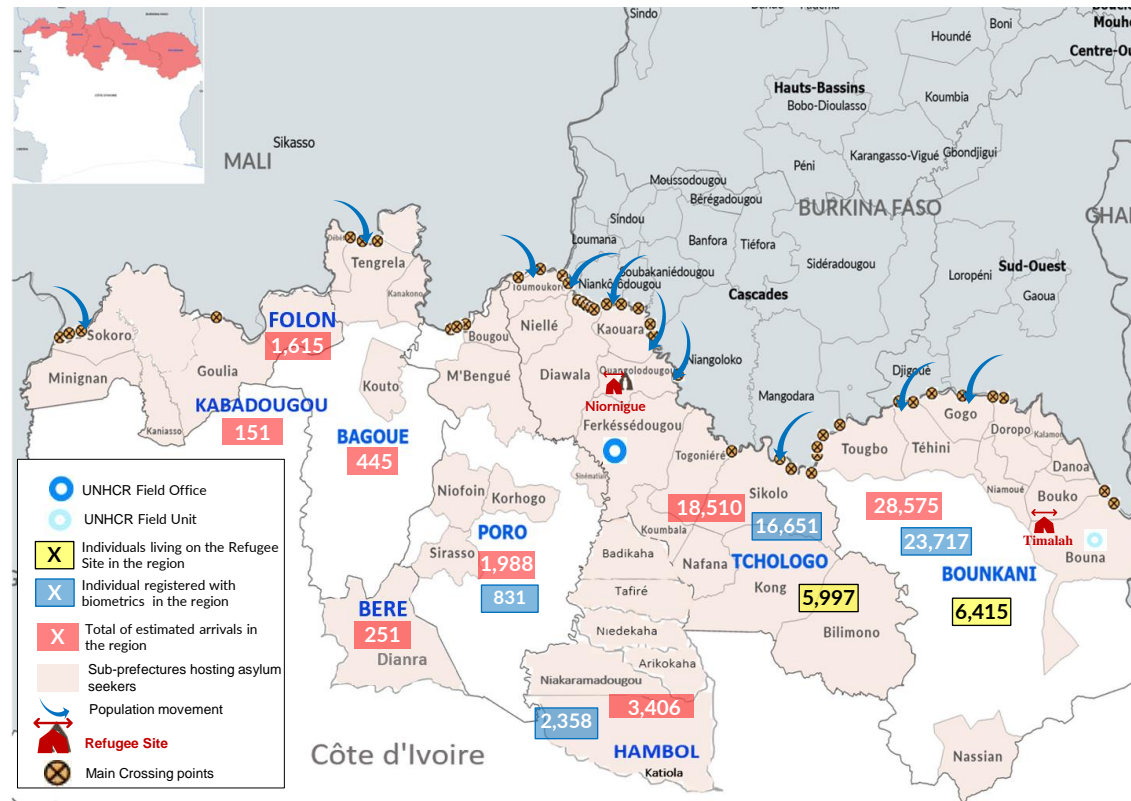 Sindo
Boni
Houndé
Mouho
Centre-Ou
Hauts-Bassins
Bobo-Dioulasso
Koumbia
Sikasso
MALI
Péni
Karangasso-Vigué
Gbondjigui
Moussodougou
Bérégadougou
BURKINA FASO
GHA
Sindou
Loumana
Banfora
Tiéfora
Soubakaniédougou
Niankorodougou
Sidéradougou
Loropéni
Sud-Ouest
Gaoua
Cascades
Débété
Tengrela
Kanakono
Toumoukoro
Niellé
Kaouara
Sokoro
FOLON
1,615
Bougou
Niangoloko
Djigoué
Minignan
Goulia
M'Bengué
Diawala
Ouangolodougou
Kouto
Mangodara
Niornigue
KABADOUGOU
151
Kaniasso
BAGOUE
445
Ferkéssédougou
Togoniéré
Tougbo
Téhini
Gogo
Doropo
Kalamon
Danoa
Sinématiali
Niofoin
Korhogo
Sikolo
18,510
16,651
28,575
23,717
Niamoué
Bouko
Timalah
Bouna
PORO
1,988
831
Sirasso
Koumbala
Badikaha
Nafana
TCHOLOGO
Kong
5,997
BOUNKANI
6,415
Tafiré
BERE
251
Dianra
Bilimono
Niedekaha
Arikokaha
Niakaramadougou
3,406
2,358
HAMBOL
Katiola
Côte d'Ivoire
Nassian
UNHCR Field Office
UNHCR Field Unit
X
Individuals living on the Refugee
Site in the region
X
Individual registered with
biometrics in the region
X
Total of estimated arrivals in
the region
Sub-prefectures hosting asylum
seekers
Population movement
Refugee Site
Main Crossing points